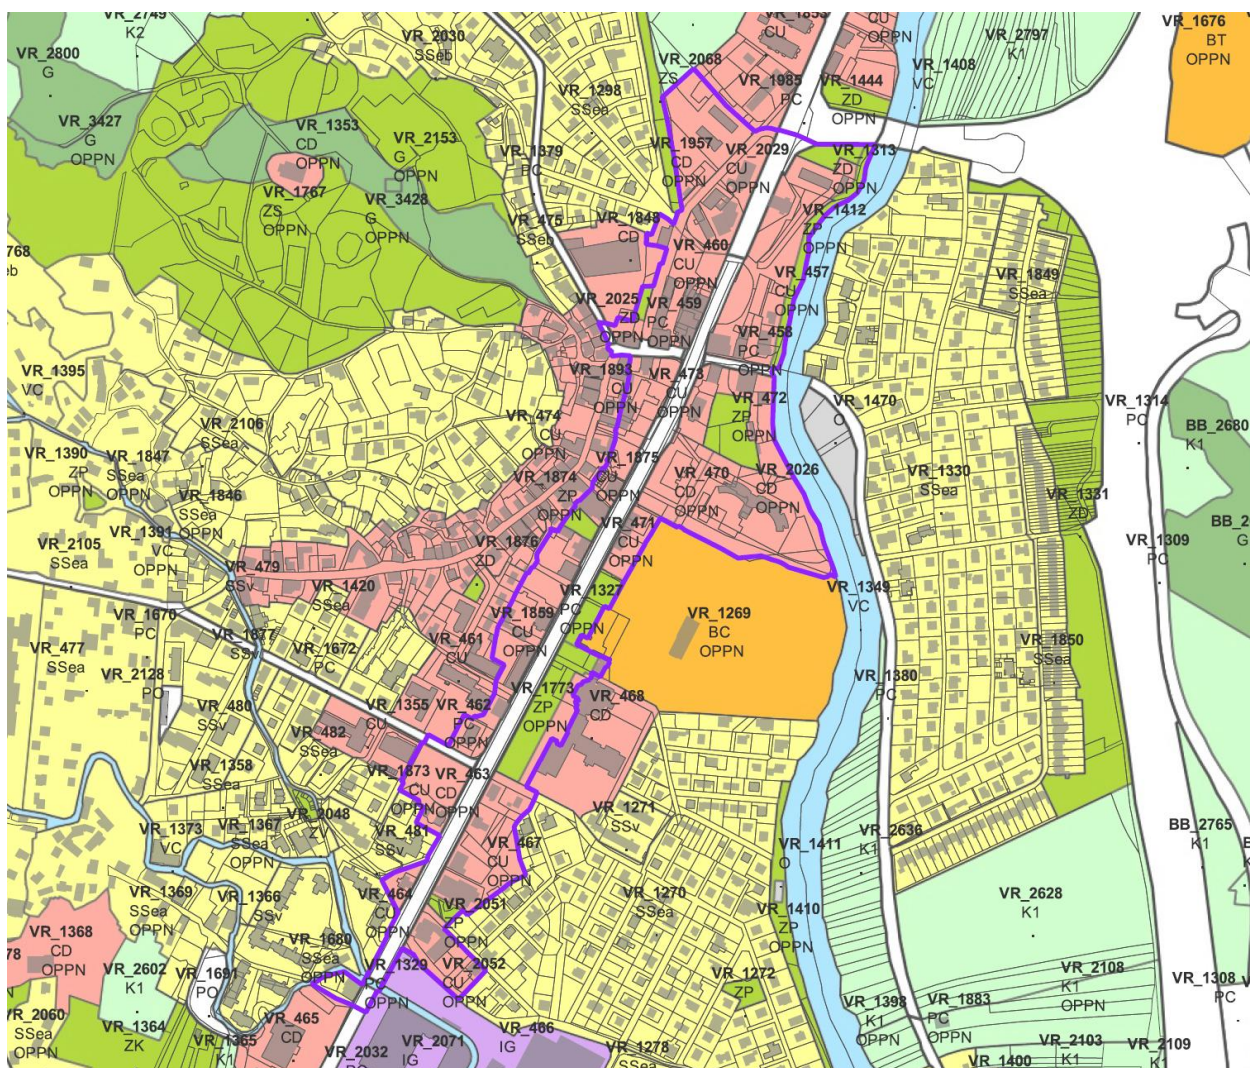 VR_2749
K2
VR_2800
G
VR_3427
G
OPPN
VR_1353
CD
OPPN
VR_2153
G
OPPN
VR_1767
ZS
OPPN
VR_3428
G
OPPN
VR_2030
SSeb
VR_1298
SSea
VR_1379
VR_475
SSeb
VR_2068
ZS
CU
VR_1985
PC
VR_1444
ZD
OPPN
CU
OPPN
VR_1408
VC
VR_2797
K1
VR_1676
BT
OPPN
VR_1957
CD
OPPN
VR_2029
CU
OPPN
VR_1313
ZD
OPPN
VR_1848
CD
VR_460
CU
OPPN
VR_1412
ZP
OPPN
VR_457
CU
OPPN
VR_1849
SSea
VR_2025
ZD
OPPN
VR_459
PC
OPPN
VR_458
PC
OPPN
VR_1395
VC
VR_2106
SSea
VR_1390
ZP
OPPN
VR_1847
SSea
OPPN
VR_1846
SSea
OPPN
VR_1391
VC
OPPN
VR_2105
SSea
VR_474
CU
VR_1893
CU
OPPN
VR_473
CU
OPPN
VR_472
ZP
OPPN
VR_1470
O
VR_1314
PC
BB_2680
K1
VR_1874
ZP
OPPN
VR_1875
CU
OPPN
VR_470
CD
OPPN
VR_2026
CD
OPPN
VR_1330
SSea
VR_1331
ZD
VR_1309
PC
BB_2
G
VR_1876
ZD
VR_471
CU
OPPN
VR_479
SSv
VR_1420
SSea
VR_1327
PC
OPPN
VR_1349
VC
VR_1670
PC
VR_477
SSea
VR_1877
SSv
VR_1672
PC
VR_461
CU
VR_1859
CU
OPPN
VR_1269
BC
OPPN
VR_1850
SSea
VR_2128
PO
VR_480
SSv
VR_1355
CU
VR_462
PC
OPPN
VR_1773
ZP
OPPN
VR_468
CD
VR_1380
PC
VR_482
SSea
VR_1358
SSea
VR_1873
CU
OPPN
VR_463
CD
OPPN
VR_2048
ZV
VR_1373
VC
VR_1367
SSea
OPPN
VR_481
SSv
VR_467
CU
OPPN
VR_1271
SSv
VR_1411
O
VR_2636
K1
BB_2765
K1
VR_1369
SSea
OPPN
VR_1366
SSv
VR_464
CU
OPPN
VR_2051
OPPN
VR_1270
SSea
VR_1410
ZP
OPPN
VR_2628
K1
VR_1368
CD
OPPN
VR_2602
K1
VR_1691
PO
VR_1680
SSea
OPPN
VR_1329
PC
OPPN
VR_2052
CU
OPPN
VR_1272
ZP
VR_2108
K1
OPPN
VR_1308
PC
VR_2060
SSea
OPPN
VR_1364
ZK
VR_1365
K1
VR_465
CD
VR_2032
VR_2071
IG
VR_466
IG
VR_1278
SSea
VR_1398
K1
OPPN
VR_1883
PC
OPPN
VR_1400
VR_2103
K1
VR_2109
K1